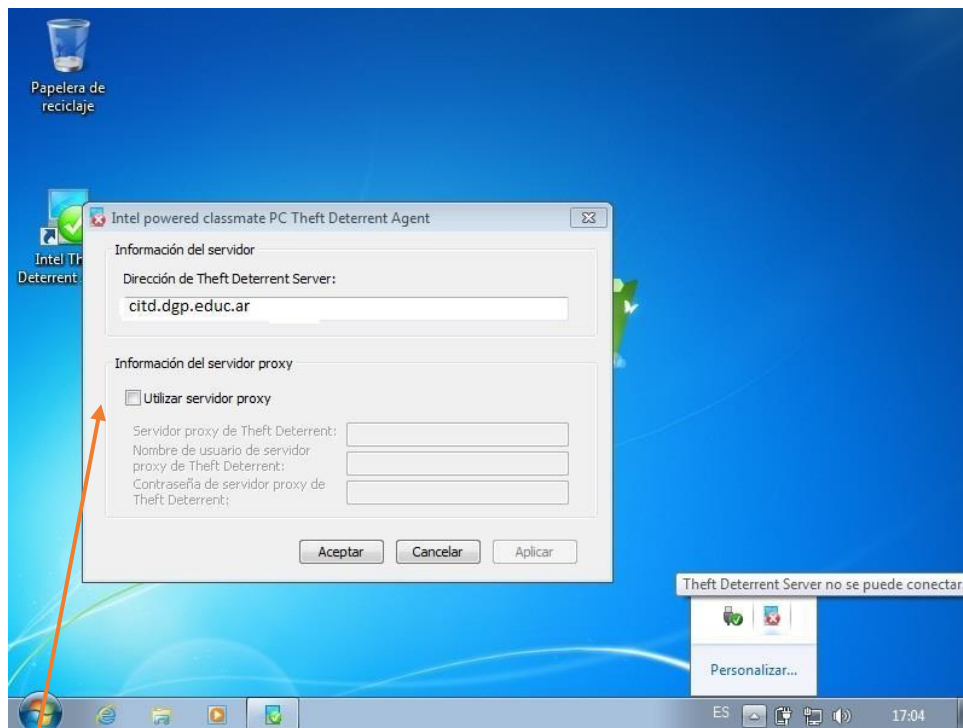 Papelera de
reciclaje
Intel Th
Deterrent
Intel powered classmate PC Theft Deterrent Agent
Información del servidor
Dirección de Theft Deterrent Server:
citd.dgp.educ.ar
Información del servidor proxy
Utilizar servidor proxy
Servidor proxy de Theft Deterrent:
Nombre de usuario de servidor
proxy de Theft Deterrent:
Contraseña de servidor proxy de
Theft Deterrent:
Aceptar Cancelar Aplicar
Theft Deterrent Server no se puede conectar
Personalizar...
ES 17:04